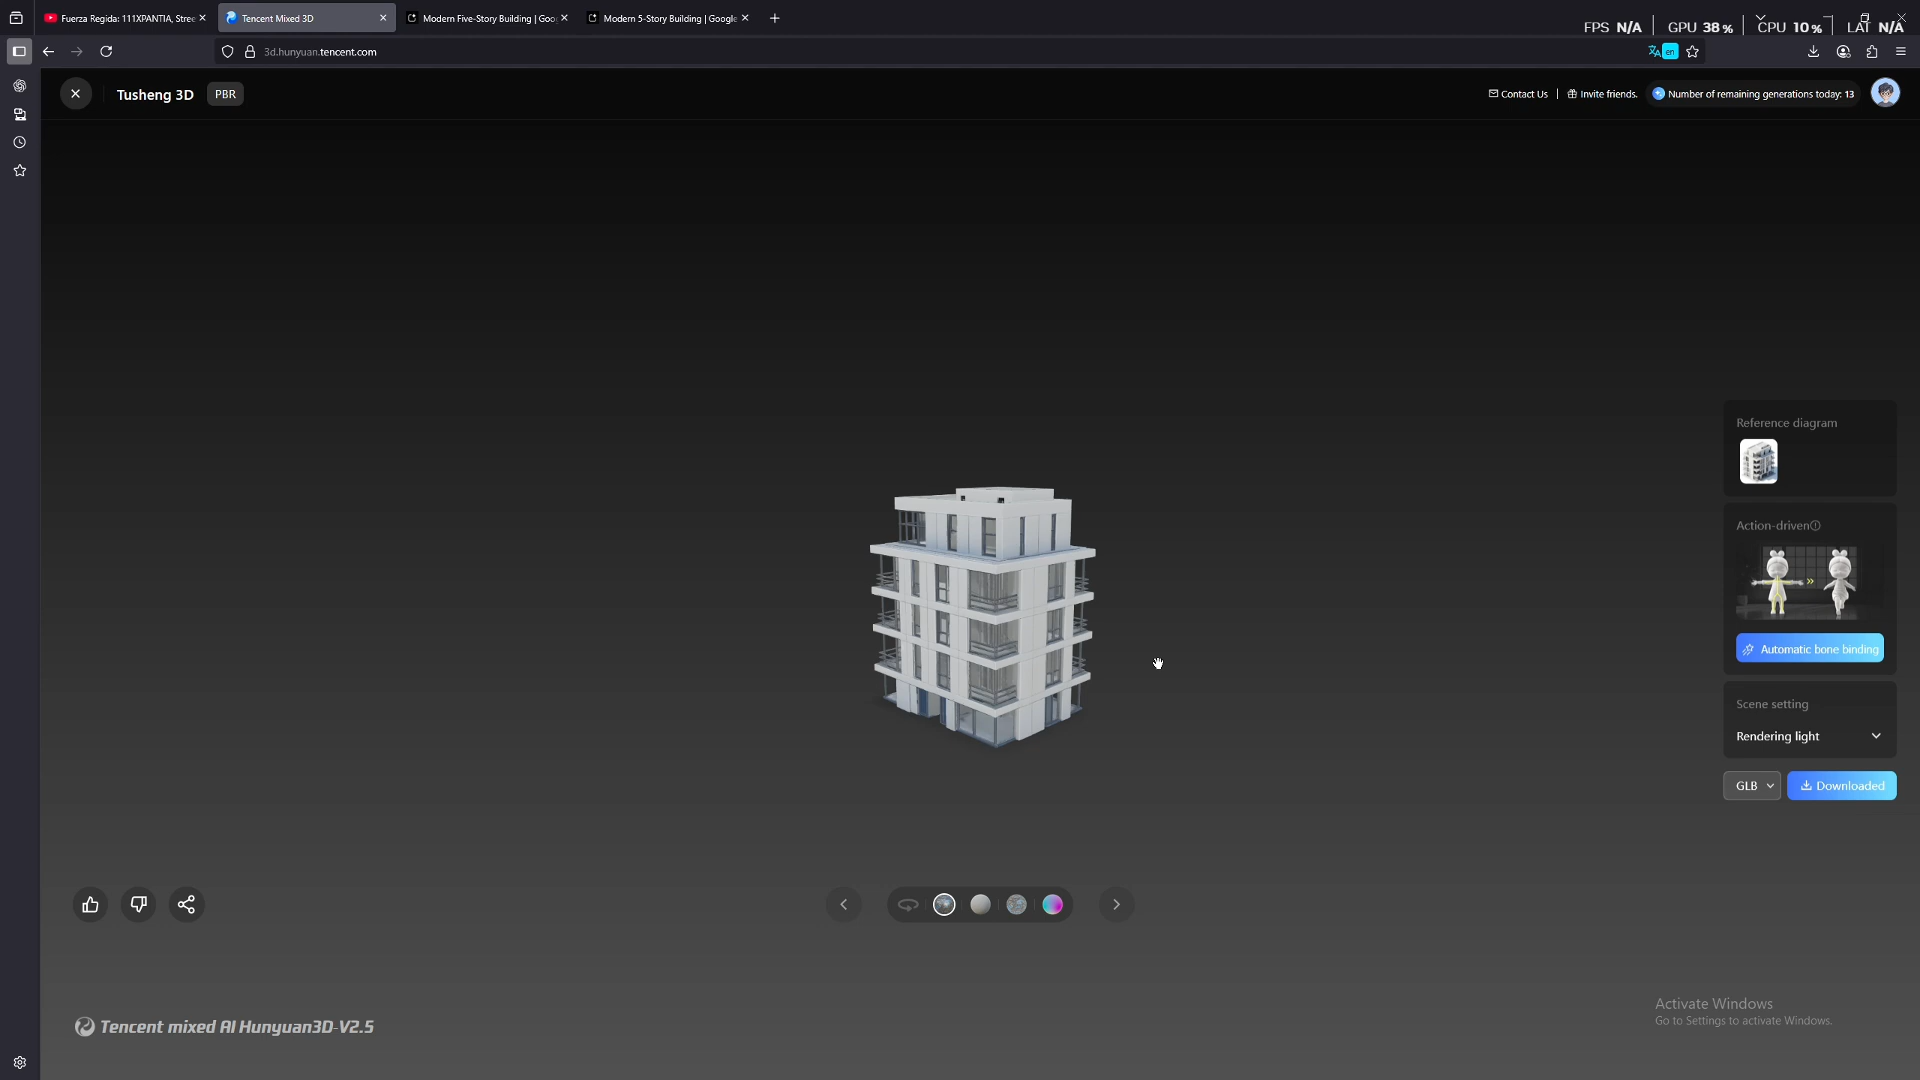 Fuerza Regida: 111XPANTIA, Stree
Tencent Mixed 3D
Modern Five-Story Building | Goo
Modern 5-Story Building | Google
FPS N/A GPU 38 % CPU 10 % LAT N/A
3d.hunyuan.tencent.com
en
Tusheng 3D
PBR
Contact Us
Invite friends.
Number of remaining generations today: 13
Reference diagram
Action-driven
Automatic bone binding
Scene setting
Rendering light
GLB
Downloaded
Activate Windows
Go to Settings to activate Windows.
Tencent mixed AI Hunyuan3D-V2.5